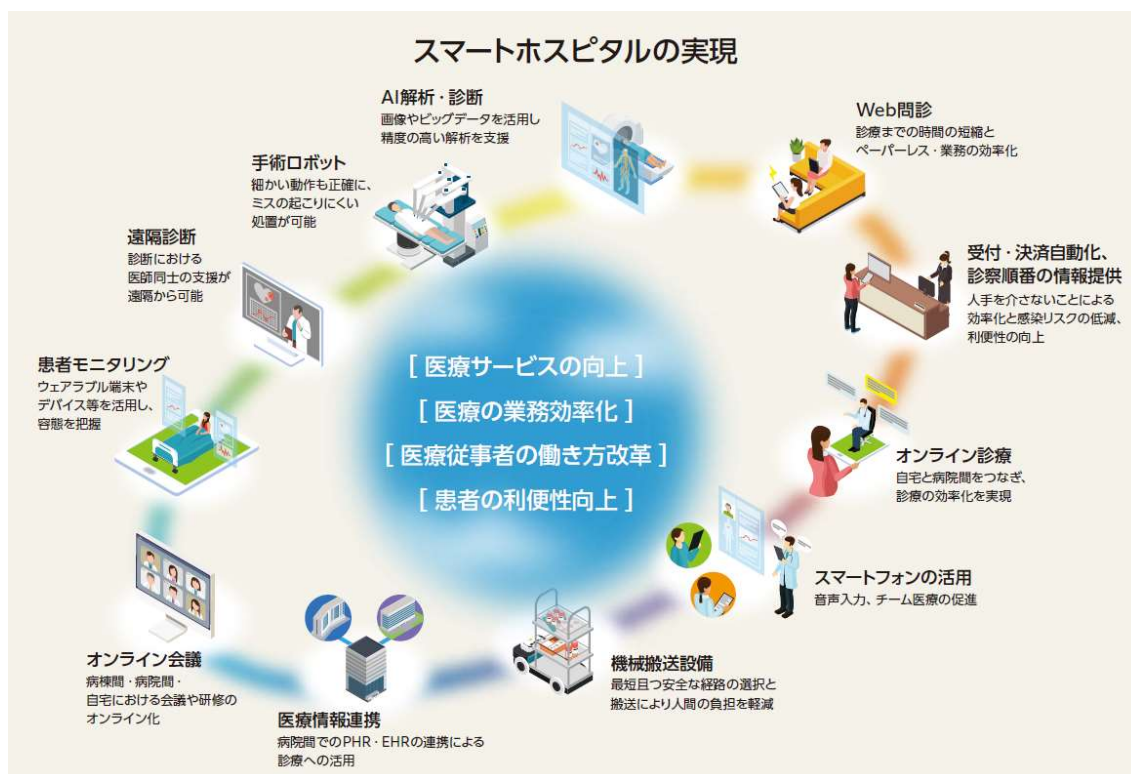 スマートホスピタルの実現
AI解析・診断
画像やビッグデータを活用し
精度の高い解析を支援
Web問診
診療までの時間の短縮と
ペーパーレス・業務の効率化
手術ロボット
細かい動作も正確に、
ミスの起こりにくい
処置が可能
遠隔診断
診断における
医師同士の支援が
遠隔から可能
受付・決済自動化、
診察順番の情報提供
人手を介さないことによる
効率化と感染リスクの低減、
利便性の向上
患者モニタリング
ウェアラブル端末や
デバイス等を活用し、
容態を把握
[ 医療サービスの向上 ]
[ 医療の業務効率化 ]
[ 医療従事者の働き方改革 ]
[ 患者の利便性向上 ]
オンライン診療
自宅と病院間をつなぎ、
診療の効率化を実現
スマートフォンの活用
音声入力、チーム医療の促進
オンライン会議
病棟間・病院間・
自宅における会議や研修の
オンライン化
医療情報連携
病院間でのPHR・EHRの連携による
診療への活用
機械搬送設備
最短且つ安全な経路の選択と
搬送により人間の負担を軽減